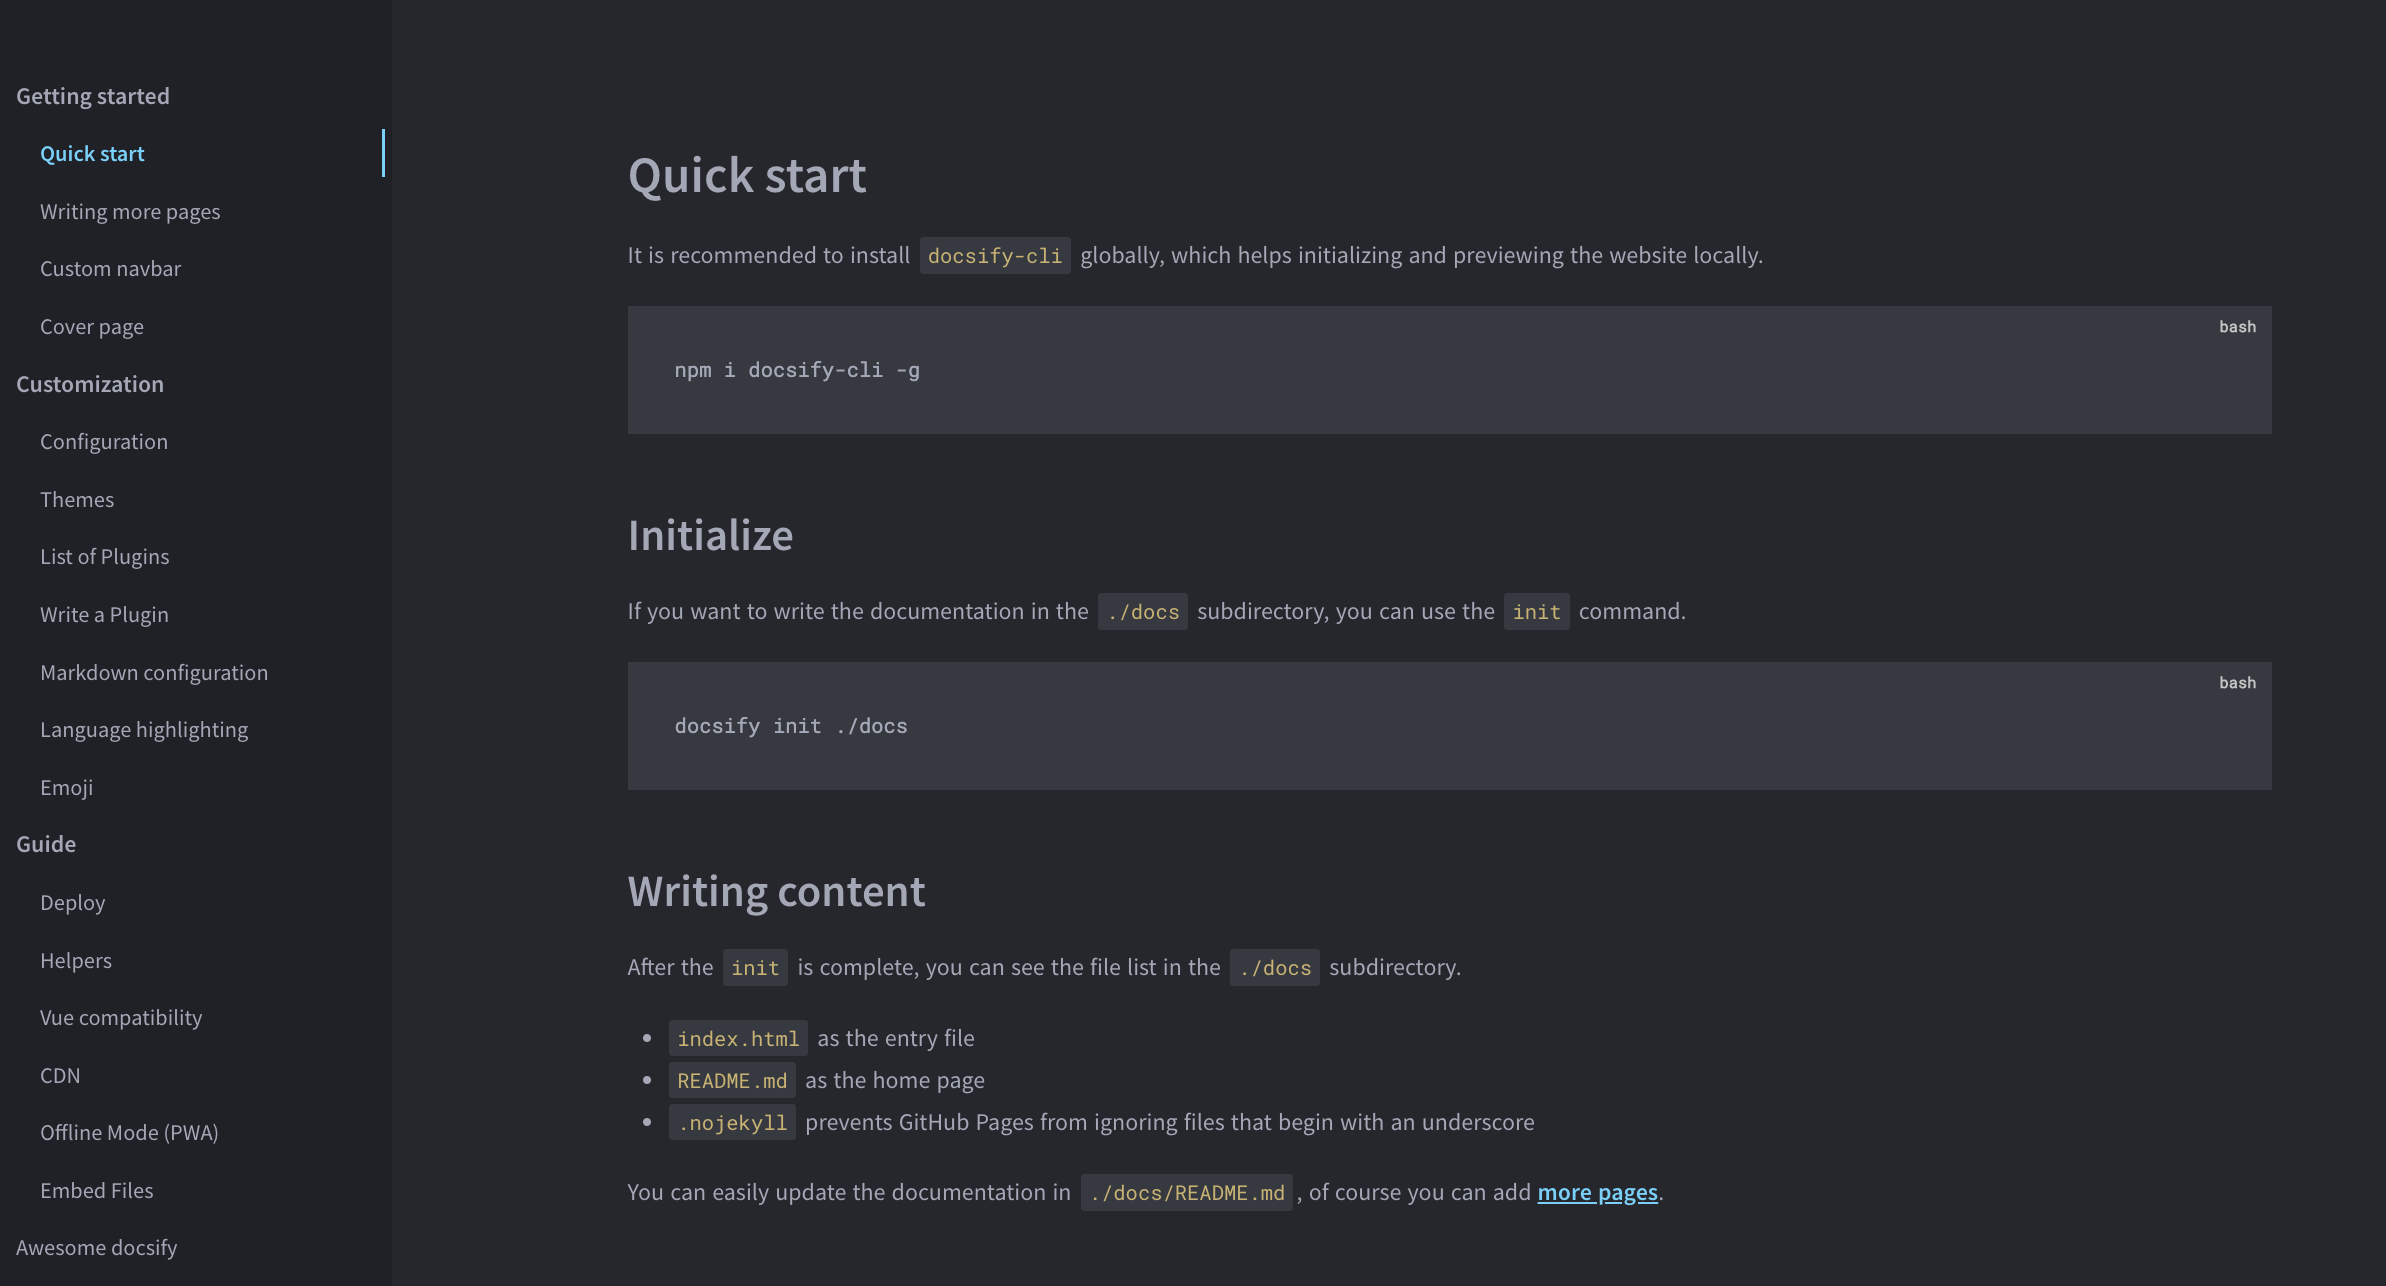 Getting started
Quick start
Writing more pages
Custom navbar
Cover page
Customization
Configuration
Themes
List of Plugins
Write a Plugin
Markdown configuration
Language highlighting
Emoji
Guide
Deploy
Helpers
Vue compatibility
CDN
Offline Mode (PWA)
Embed Files
Awesome docsify
Quick start
It is recommended to install docsify-cli globally, which helps initializing and previewing the website locally.
bash
npm i docsify-cli -g
Initialize
If you want to write the documentation in the ./docs subdirectory, you can use the init command.
bash
docsify init ./docs
Writing content
After the init is complete, you can see the file list in the ./docs subdirectory.
• index.html as the entry file
• README.md as the home page
• .nojekyll prevents GitHub Pages from ignoring files that begin with an underscore
You can easily update the documentation in ./docs/README.md, of course you can add more pages.